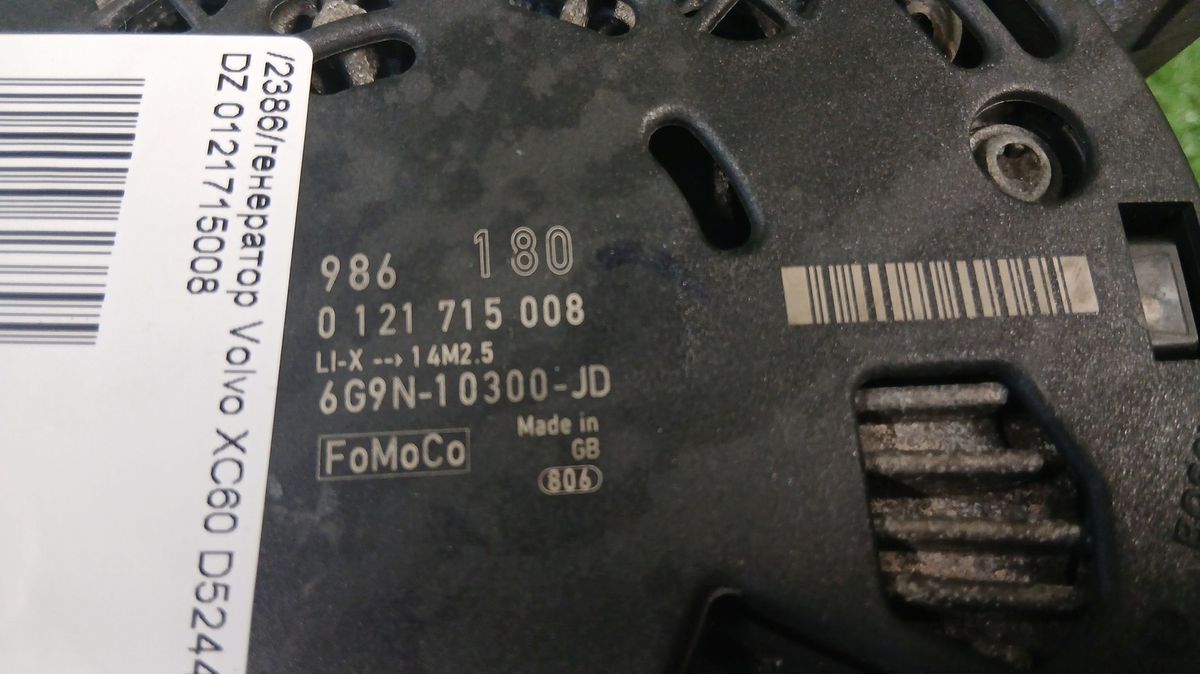 /2386/генератор Volvo XC60 D5244
DZ 0121715008
986 180
0 121 715 008
LI-X --→ 14M2.5
6G9N-10300-JD
FoMoCo
Made in
GB
806